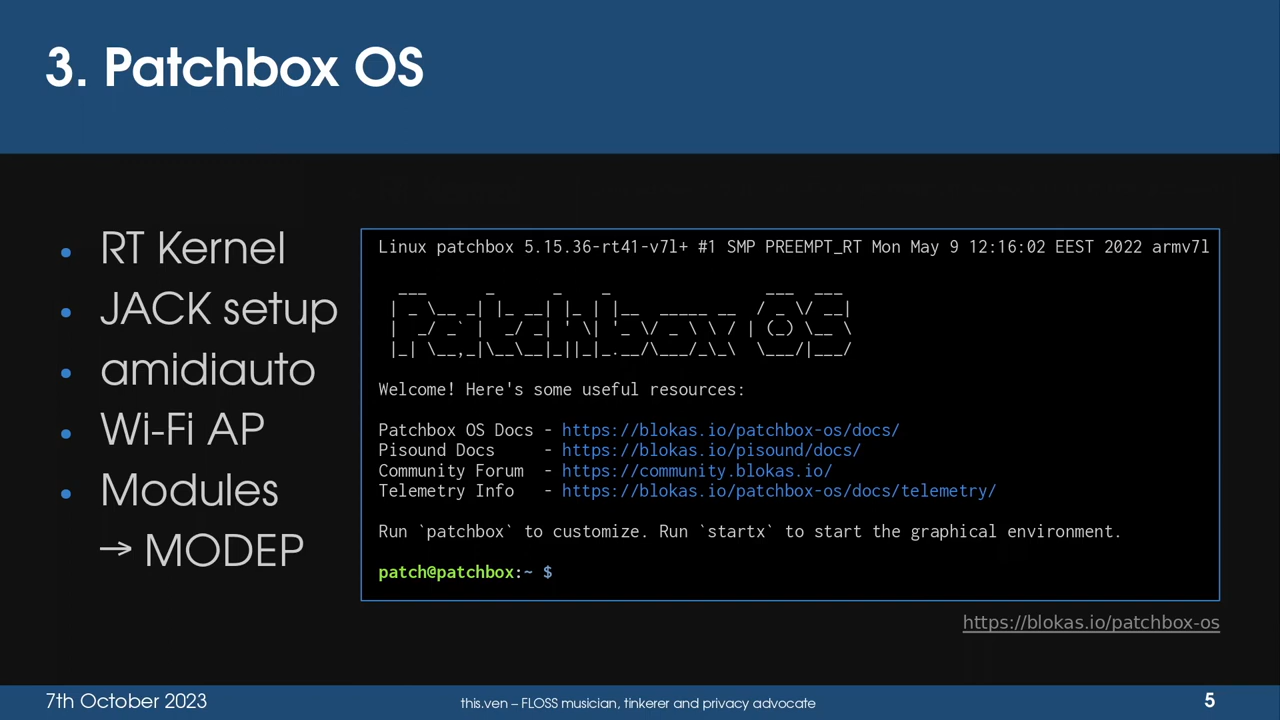 3. Patchbox OS
• RT Kernel
• JACK setup
• amidiauto
• Wi-Fi AP
• Modules
→ MODEP
Linux patchbox 5.15.36-rt41-v7l+ #1 SMP PREEMPT_RT Mon May 9 12:16:02 EEST 2022 armv7l
Patchbox OS
Welcome! Here's some useful resources:
Patchbox OS Docs - https://blokas.io/patchbox-os/docs/
Pisound Docs - https://blokas.io/pisound/docs/
Community Forum - https://community.blokas.io/
Telemetry Info - https://blokas.io/patchbox-os/docs/telemetry/
Run `patchbox` to customize. Run `startx` to start the graphical environment.
patch@patchbox:~ $
https://blokas.io/patchbox-os
7th October 2023
this.ven – FLOSS musician, tinkerer and privacy advocate
5